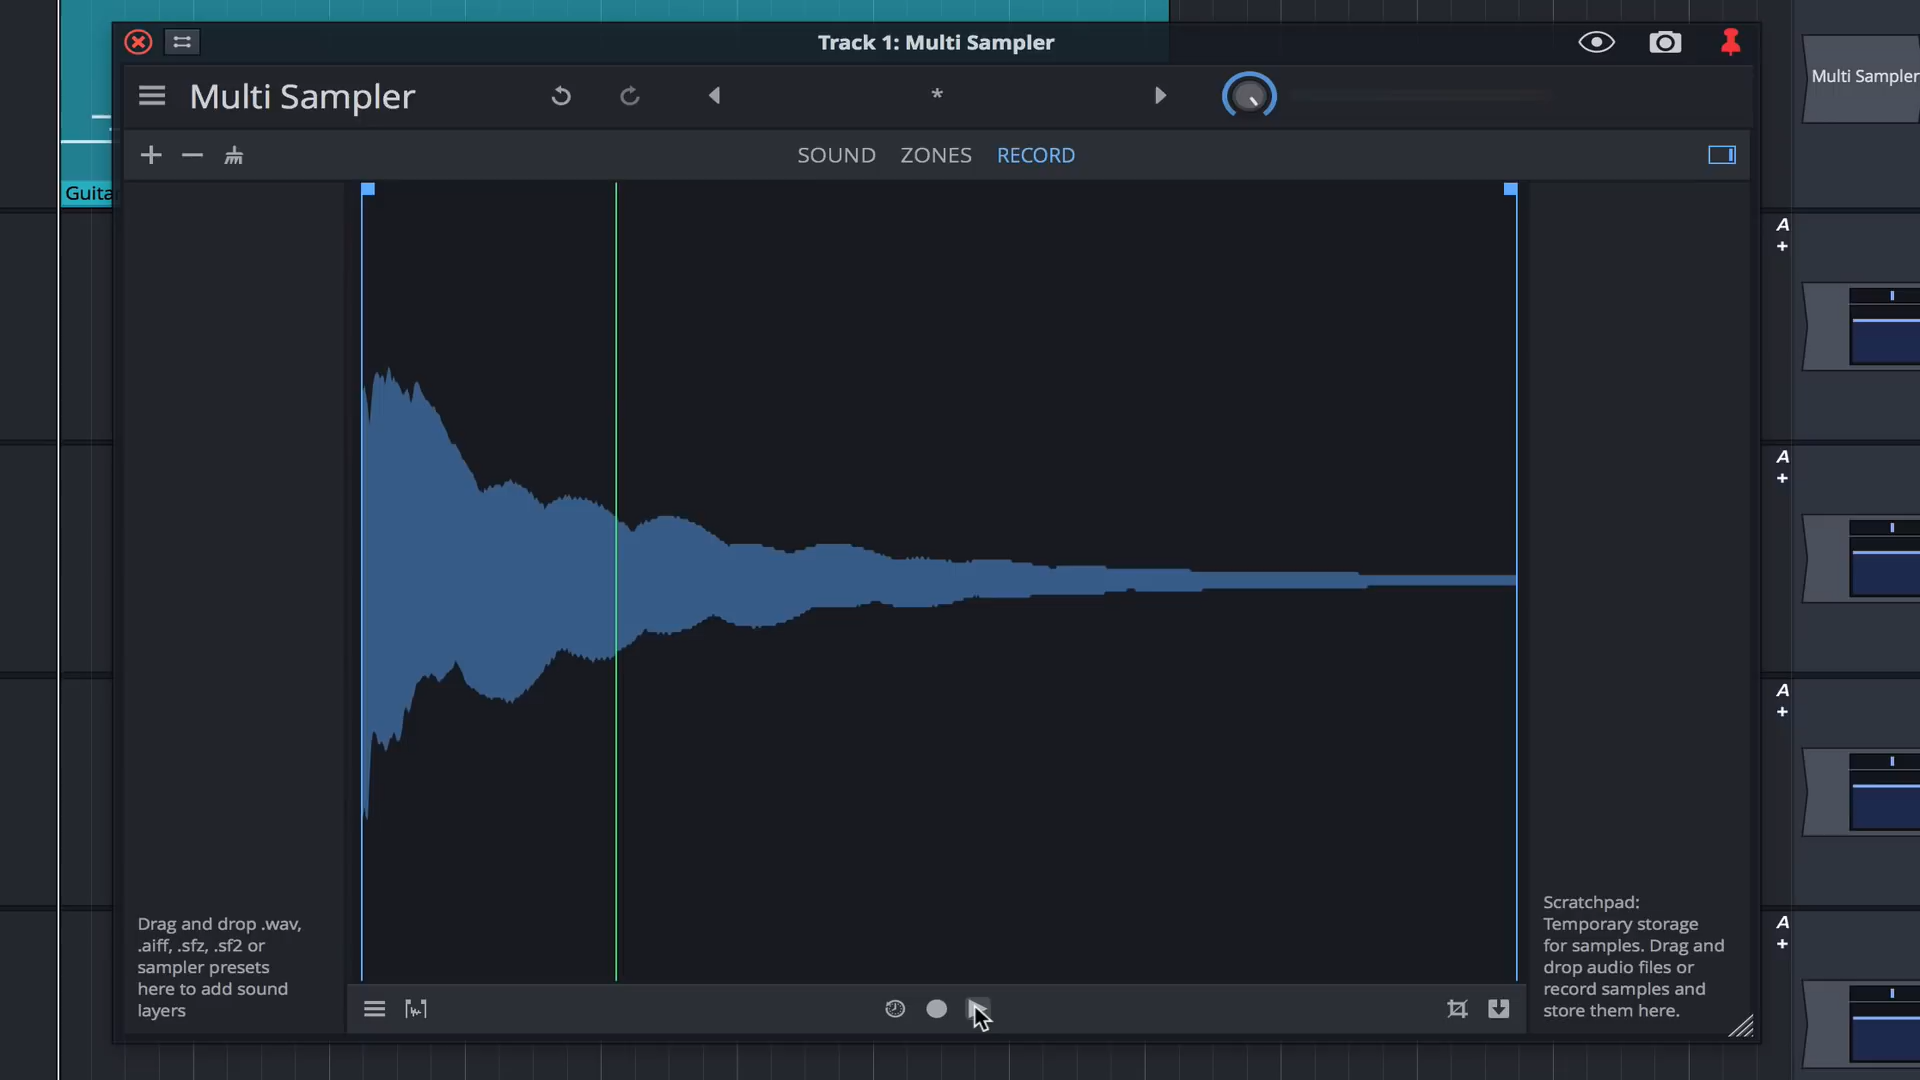 Track 1: Multi Sampler
Multi Sampler
Multi Sampler
*
SOUND ZONES RECORD
Guitar
A
+
A
+
A
+
A
+
Drag and drop .wav,
.aiff, .sfz, .sf2 or
sampler presets
here to add sound
layers
Scratchpad:
Temporary storage
for samples. Drag and
drop audio files or
record samples and
store them here.